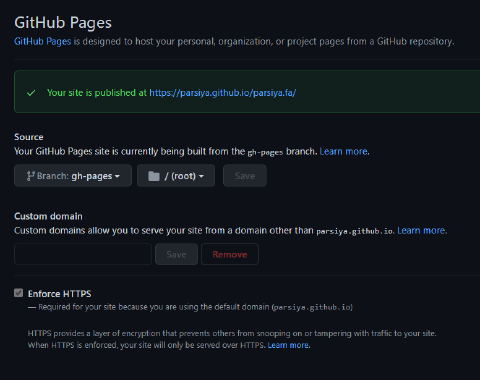 GitHub Pages
GitHub Pages is designed to host your personal, organization, or project pages from a GitHub repository.
Your site is published at https://parsiya.github.io/parsiya.fa/
Source
Your GitHub Pages site is currently being built from the gh-pages branch. Learn more.
Branch: gh-pages / (root) Save
Custom domain
Custom domains allow you to serve your site from a domain other than parsiya.github.io. Learn more.
Save Remove
Enforce HTTPS
— Required for your site because you are using the default domain (parsiya.github.io)
HTTPS provides a layer of encryption that prevents others from snooping on or tampering with traffic to your site.
When HTTPS is enforced, your site will only be served over HTTPS. Learn more.